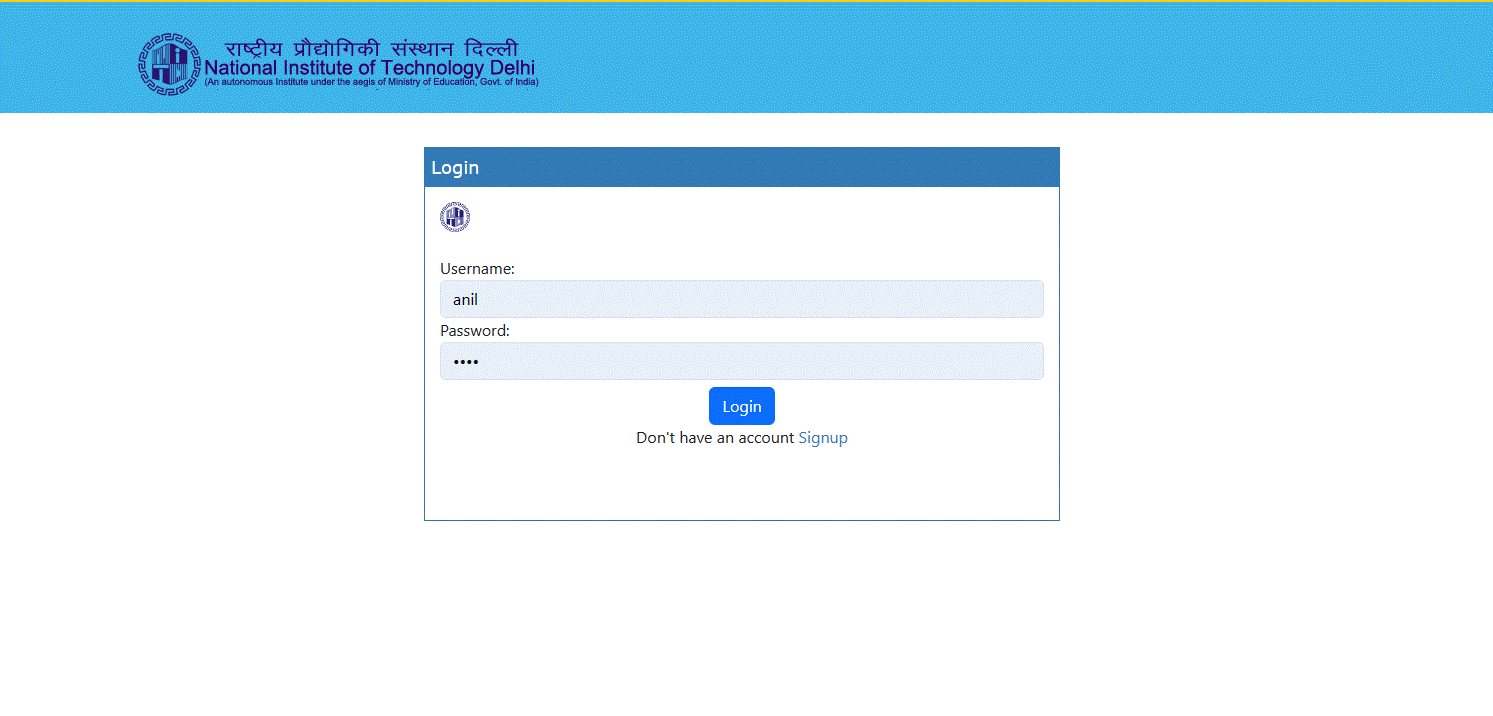 राष्ट्रीय प्रौद्योगिकी संस्थान दिल्ली
National Institute of Technology Delhi
(An autonomous Institute under the aegis of Ministry of Education, Govt. of India)
Login
Username:
anil
Password:
••••
Login
Don't have an account Signup